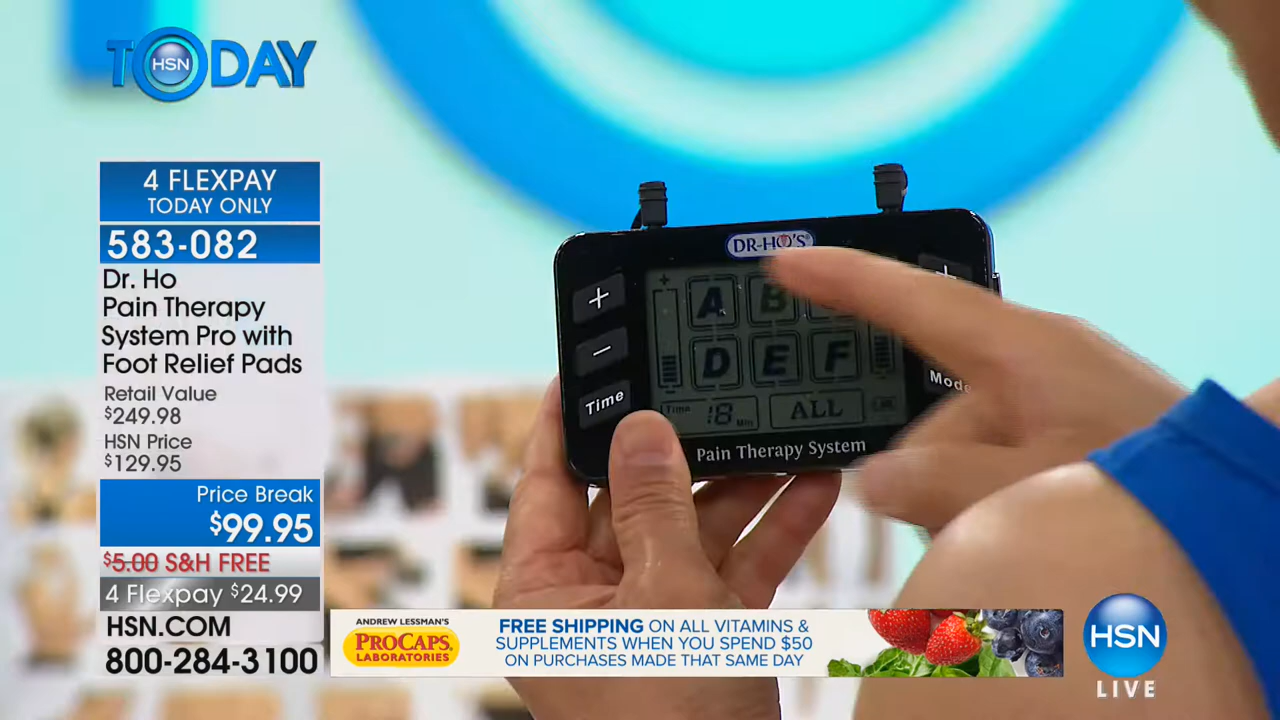 TODAY
HSN
4 FLEXPAY
TODAY ONLY
583-082
Dr. Ho
Pain Therapy
System Pro with
Foot Relief Pads
Retail Value
$249.98
HSN Price
$129.95
Price Break
$99.95
$5.00 S&H FREE
4 Flexpay $24.99
HSN.COM
800-284-3100
DR-HO'S
+
+
A B
−
D E F
Time
Mode
Time 18 Min
ALL
Pain Therapy System
ANDREW LESSMAN'S
PROCAPS
LABORATORIES
FREE SHIPPING ON ALL VITAMINS &
SUPPLEMENTS WHEN YOU SPEND $50
ON PURCHASES MADE THAT SAME DAY
HSN
LIVE